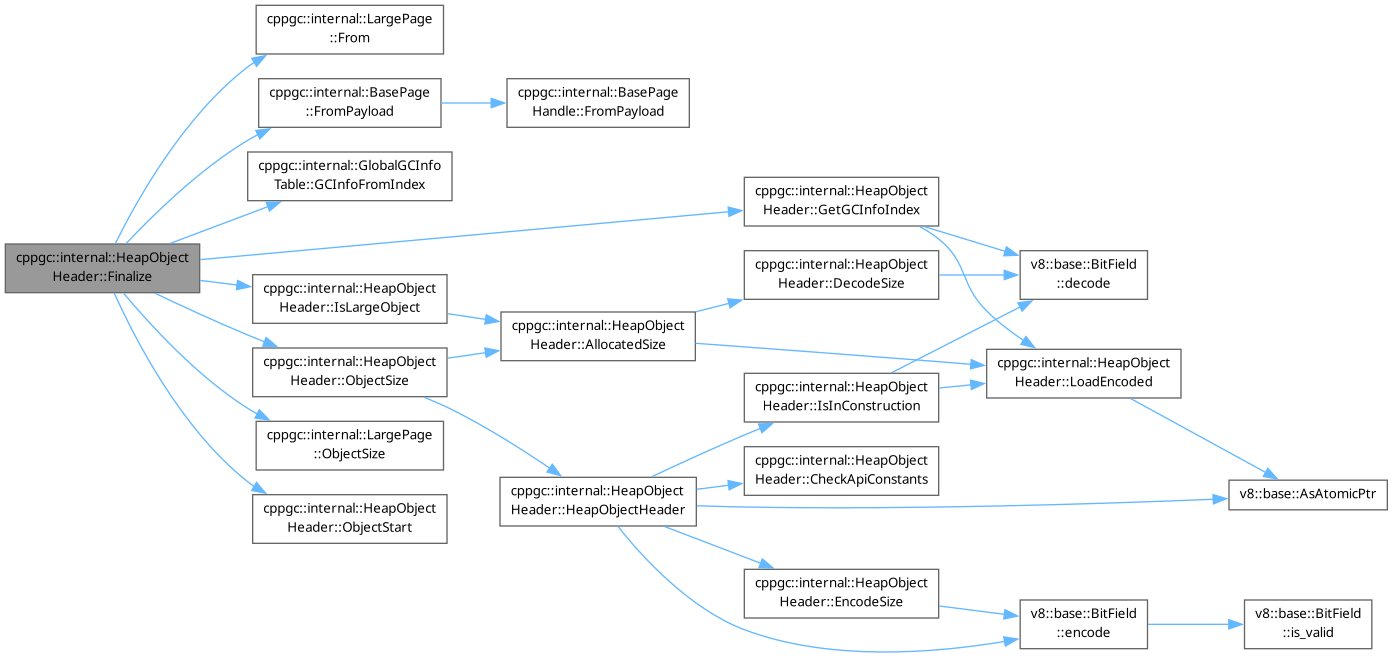 cppgc::internal::LargePage
::From
cppgc::internal::BasePage
::FromPayload
cppgc::internal::BasePage
Handle::FromPayload
cppgc::internal::GlobalGCInfo
Table::GCInfoFromIndex
cppgc::internal::HeapObject
Header::GetGCInfoIndex
cppgc::internal::HeapObject
Header::Finalize
cppgc::internal::HeapObject
Header::IsLargeObject
cppgc::internal::HeapObject
Header::DecodeSize
v8::base::BitField
::decode
cppgc::internal::HeapObject
Header::AllocatedSize
cppgc::internal::HeapObject
Header::ObjectSize
cppgc::internal::HeapObject
Header::LoadEncoded
cppgc::internal::HeapObject
Header::IsInConstruction
cppgc::internal::LargePage
::ObjectSize
cppgc::internal::HeapObject
Header::CheckApiConstants
cppgc::internal::HeapObject
Header::HeapObjectHeader
v8::base::AsAtomicPtr
cppgc::internal::HeapObject
Header::ObjectStart
cppgc::internal::HeapObject
Header::EncodeSize
v8::base::BitField
::encode
v8::base::BitField
::is_valid